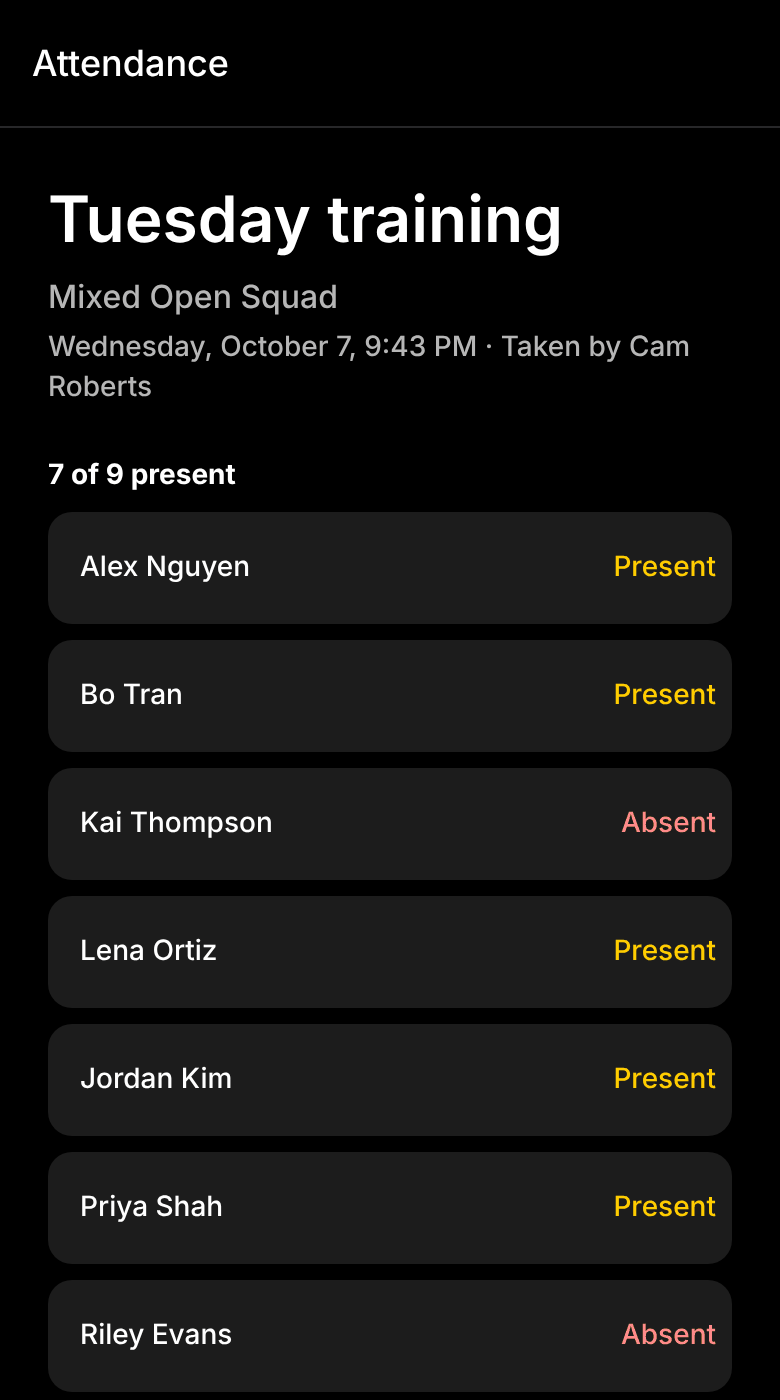 Attendance
Tuesday training
Mixed Open Squad
Wednesday, October 7, 9:43 PM · Taken by Cam
Roberts
7 of 9 present
Alex Nguyen Present
Bo Tran Present
Kai Thompson Absent
Lena Ortiz Present
Jordan Kim Present
Priya Shah Present
Riley Evans Absent